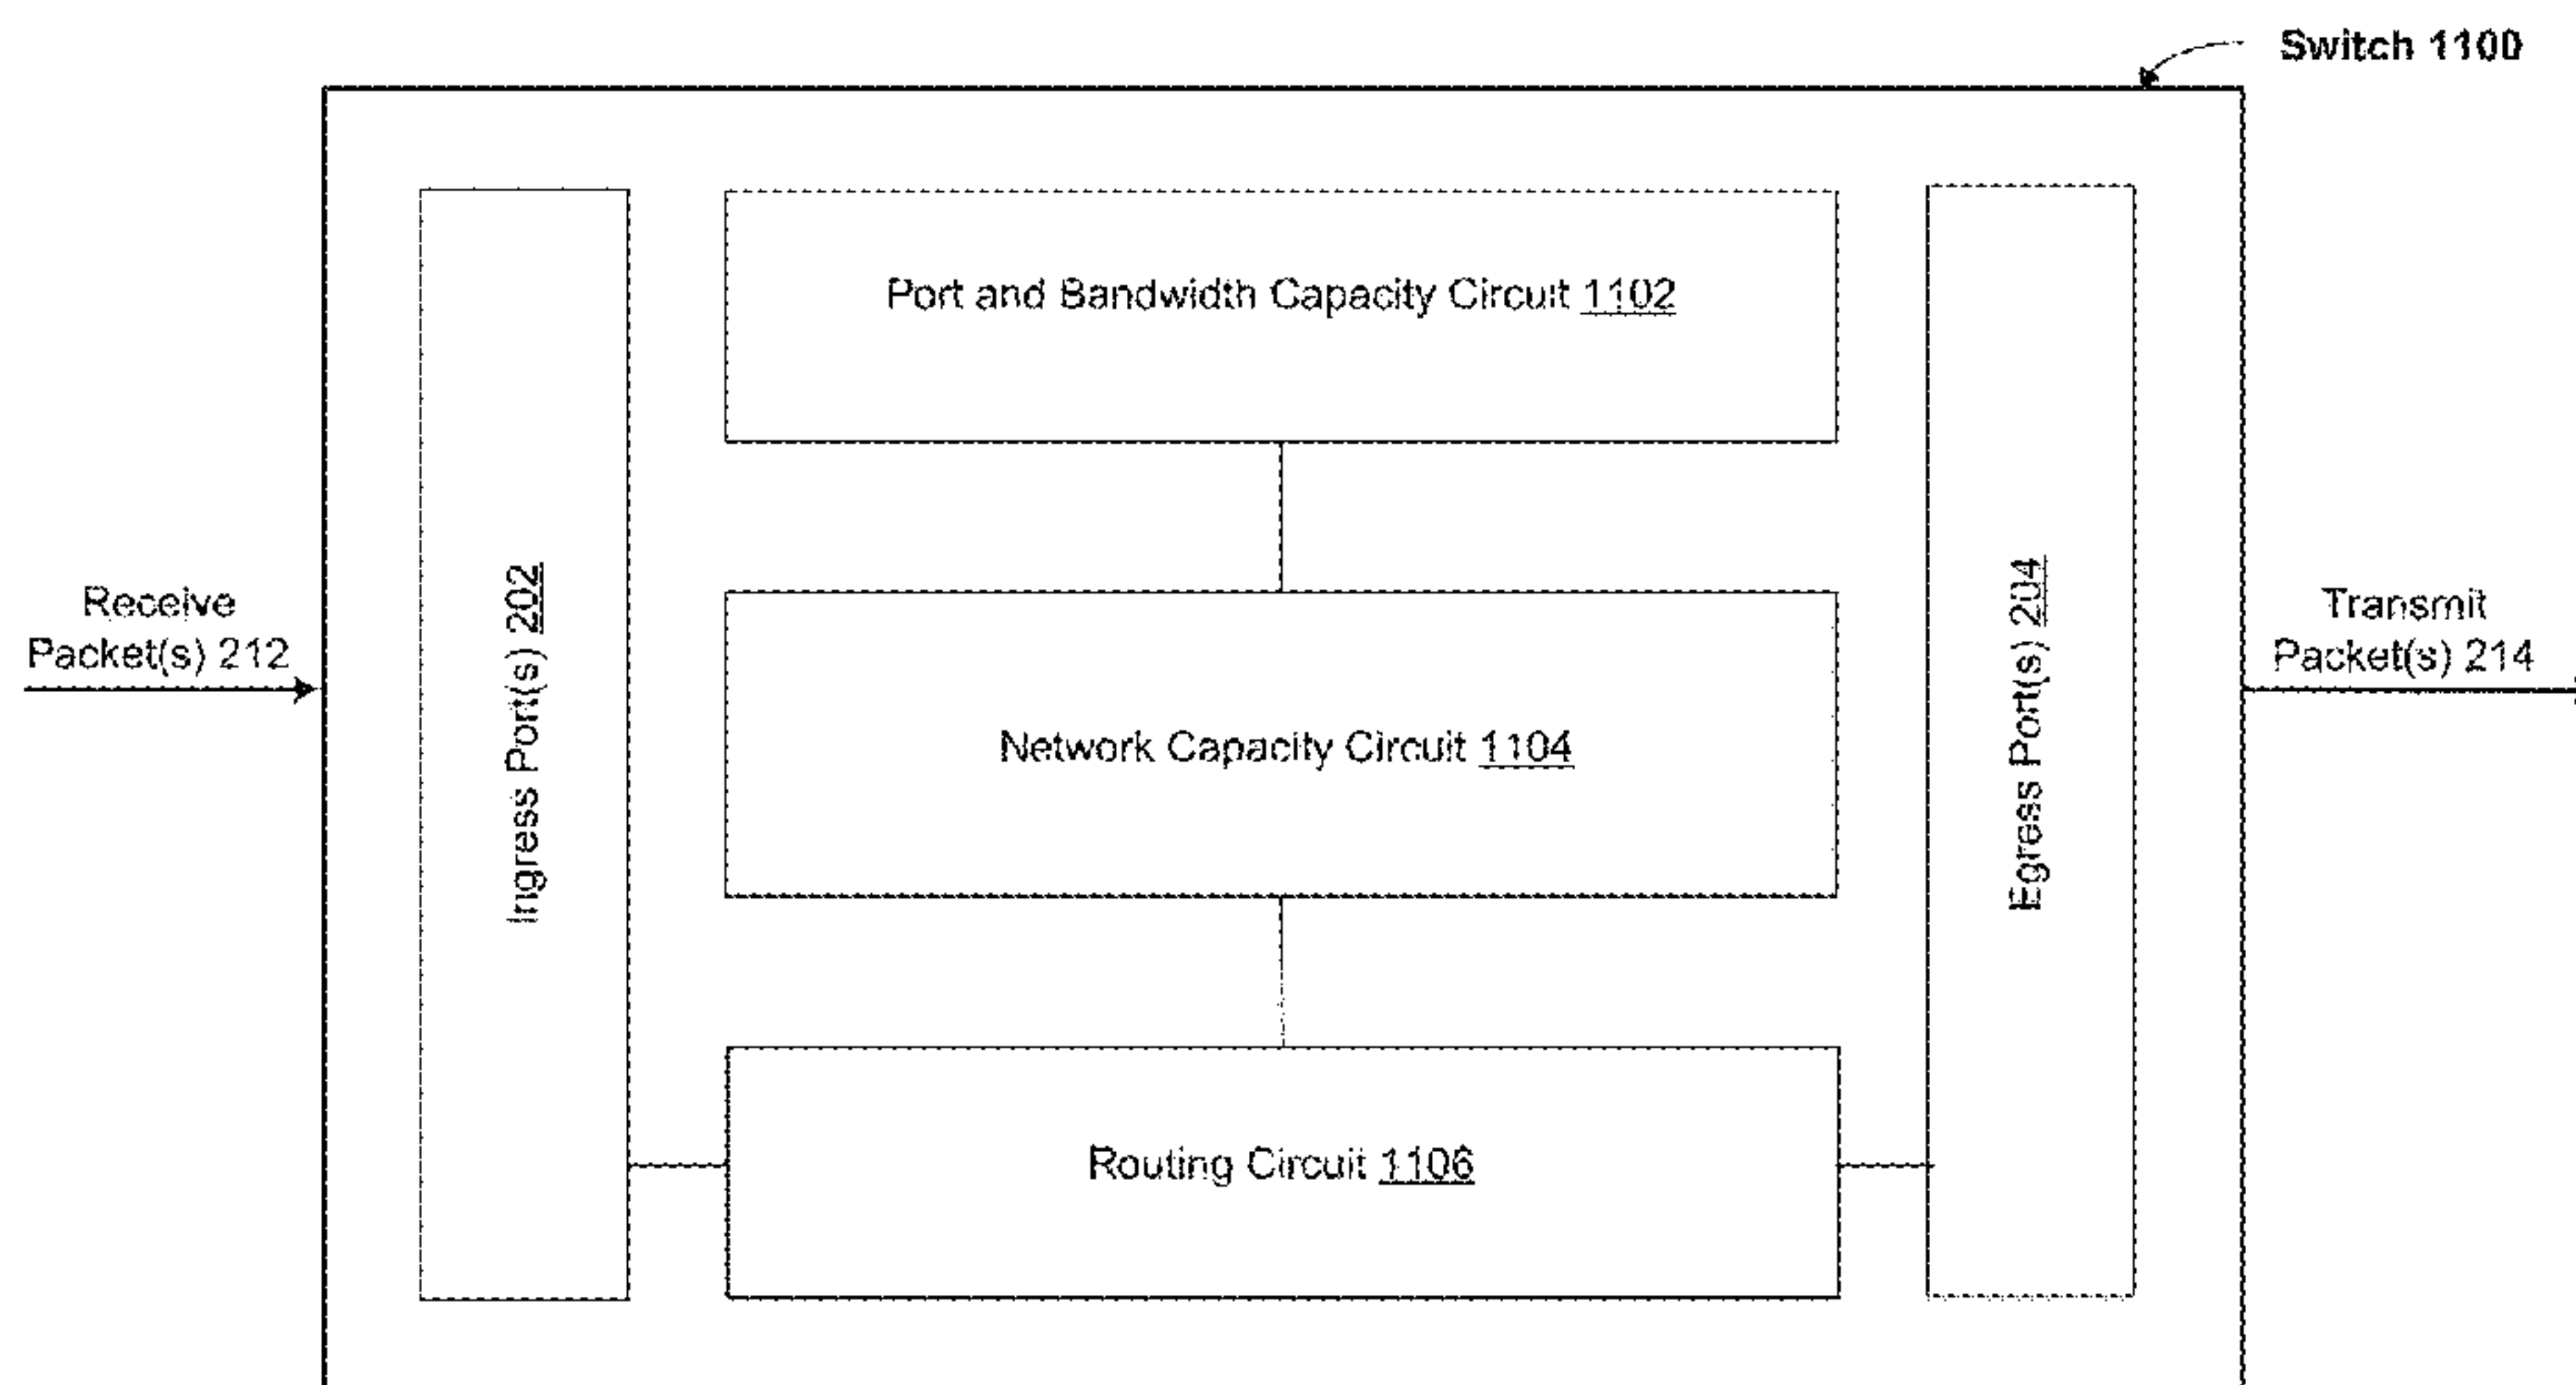 Switch 1100
Port and Bandwidth Capacity Circuit 1102
Receive
Packet(s) 212
Ingress Port(s) 202
Network Capacity Circuit 1104
Egress Port(s) 204
Transmit
Packet(s) 214
Routing Circuit 1106